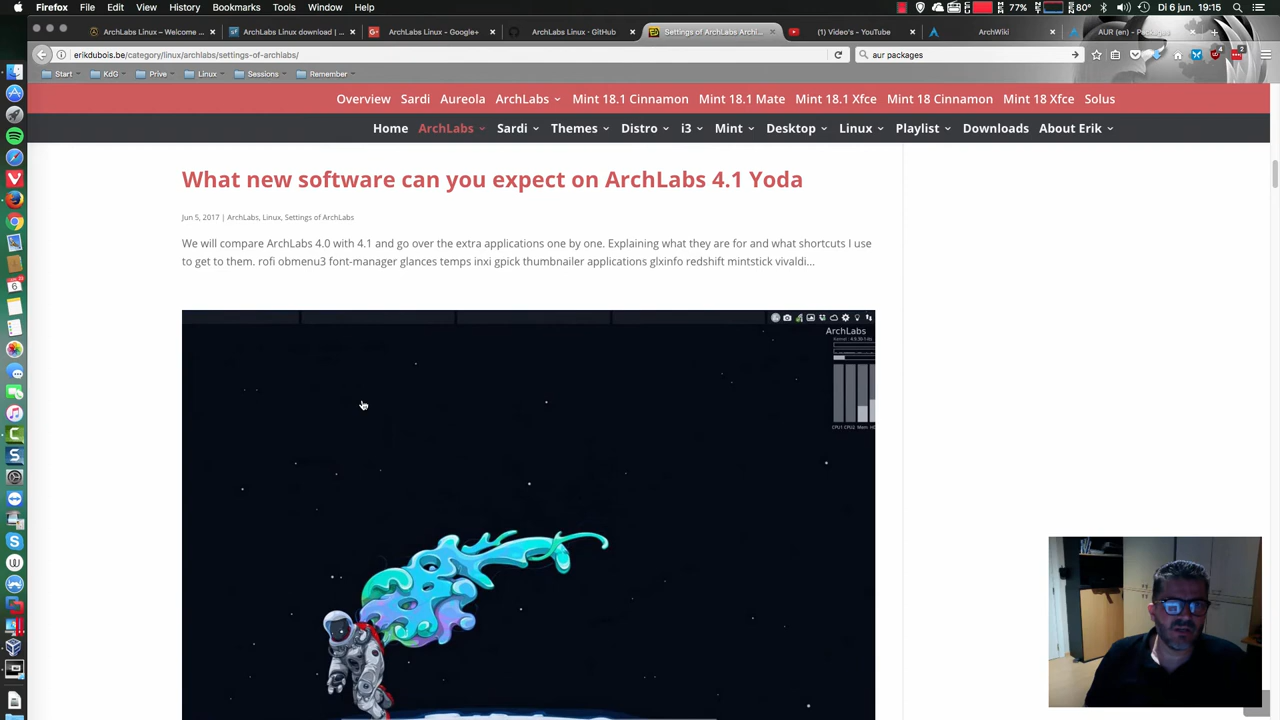 Firefox File Edit View History Bookmarks Tools Window Help 77% 80° Di 6 jun. 19:15
ArchLabs Linux – Welcome ... × ArchLabs Linux download | ... × ArchLabs Linux - Google+ × ArchLabs Linux · GitHub × Settings of ArchLabs Archl... × (1) Video's - YouTube × ArchWiki × AUR (en) - Packages × +
erikdubois.be/category/linux/archlabs/settings-of-archlabs/ aur packages
Start KdG Prive Linux Sessions Remember
Overview Sardi Aureola ArchLabs Mint 18.1 Cinnamon Mint 18.1 Mate Mint 18.1 Xfce Mint 18 Cinnamon Mint 18 Xfce Solus
Home ArchLabs Sardi Themes Distro i3 Mint Desktop Linux Playlist Downloads About Erik
What new software can you expect on ArchLabs 4.1 Yoda
Jun 5, 2017 | ArchLabs, Linux, Settings of ArchLabs
We will compare ArchLabs 4.0 with 4.1 and go over the extra applications one by one. Explaining what they are for and what shortcuts I use
to get to them. rofi obmenu3 font-manager glances temps inxi gpick thumbnailer applications glxinfo redshift mintstick vivaldi...
ArchLabs
CPU1 CPU2 Mem